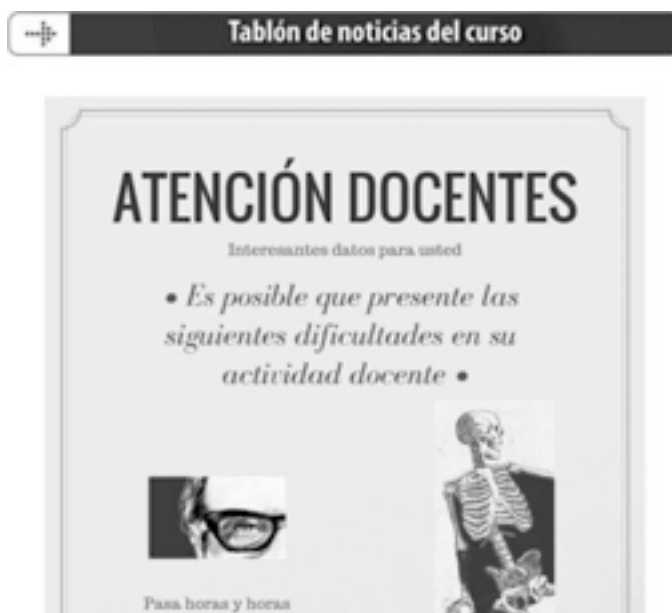 Tablón de noticias del curso
ATENCIÓN DOCENTES
Interesantes datos para usted
• Es posible que presente las
siguientes dificultades en su
actividad docente •
Pasa horas y horas